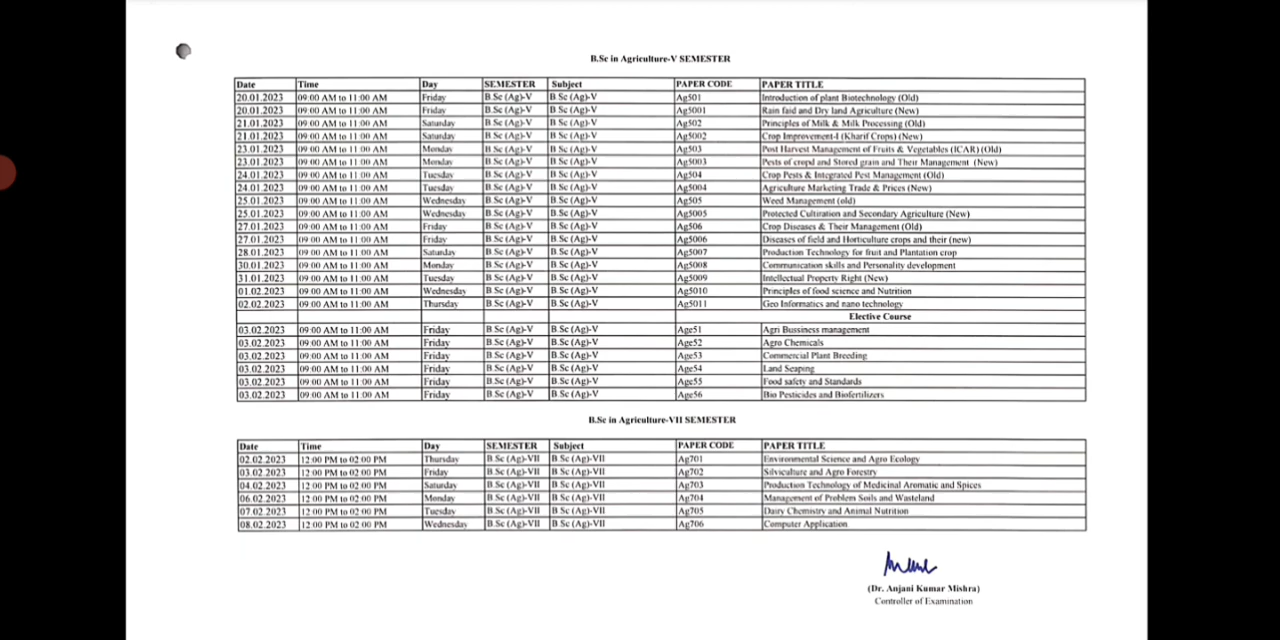 B.Sc in Agriculture-V SEMESTER
Date Time Day SEMESTER Subject PAPER CODE PAPER TITLE
20.01.2023 09:00 AM to 11:00 AM Friday B.Sc (Ag)-V B.Sc (Ag)-V Ag501 Introduction of plant Biotechnology (Old)
20.01.2023 09:00 AM to 11:00 AM Friday B.Sc (Ag)-V B.Sc (Ag)-V Ag5001 Rain faid and Dry land Agriculture (New)
21.01.2023 09:00 AM to 11:00 AM Saturday B.Sc (Ag)-V B.Sc (Ag)-V Ag502 Principles of Milk & Milk Processing (Old)
21.01.2023 09:00 AM to 11:00 AM Saturday B.Sc (Ag)-V B.Sc (Ag)-V Ag5002 Crop Improvement-I (Kharif Crops) (New)
23.01.2023 09:00 AM to 11:00 AM Monday B.Sc (Ag)-V B.Sc (Ag)-V Ag503 Post Harvest Management of Fruits & Vegetables (ICAR) (Old)
23.01.2023 09:00 AM to 11:00 AM Monday B.Sc (Ag)-V B.Sc (Ag)-V Ag5003 Pests of cropd and Stored grain and Their Management (New)
24.01.2023 09:00 AM to 11:00 AM Tuesday B.Sc (Ag)-V B.Sc (Ag)-V Ag504 Crop Pests & Integrated Pest Management (Old)
24.01.2023 09:00 AM to 11:00 AM Tuesday B.Sc (Ag)-V B.Sc (Ag)-V Ag5004 Agriculture Marketing Trade & Prices (New)
25.01.2023 09:00 AM to 11:00 AM Wednesday B.Sc (Ag)-V B.Sc (Ag)-V Ag505 Weed Management (old)
25.01.2023 09:00 AM to 11:00 AM Wednesday B.Sc (Ag)-V B.Sc (Ag)-V Ag5005 Protected Cultiration and Secondary Agriculture (New)
27.01.2023 09:00 AM to 11:00 AM Friday B.Sc (Ag)-V B.Sc (Ag)-V Ag506 Crop Diseases & Their Management (Old)
27.01.2023 09:00 AM to 11:00 AM Friday B.Sc (Ag)-V B.Sc (Ag)-V Ag5006 Diseases of field and Horticulture crops and their (new)
28.01.2023 09:00 AM to 11:00 AM Saturday B.Sc (Ag)-V B.Sc (Ag)-V Ag5007 Production Technology for fruit and Plantation crop
30.01.2023 09:00 AM to 11:00 AM Monday B.Sc (Ag)-V B.Sc (Ag)-V Ag5008 Communication skills and Personality development
31.01.2023 09:00 AM to 11:00 AM Tuesday B.Sc (Ag)-V B.Sc (Ag)-V Ag5009 Intellectual Property Right (New)
01.02.2023 09:00 AM to 11:00 AM Wednesday B.Sc (Ag)-V B.Sc (Ag)-V Ag5010 Principles of food science and Nutrition
02.02.2023 09:00 AM to 11:00 AM Thursday B.Sc (Ag)-V B.Sc (Ag)-V Ag5011 Geo Informatics and nano technology
Elective Course
03.02.2023 09:00 AM to 11:00 AM Friday B.Sc (Ag)-V B.Sc (Ag)-V Age51 Agri Bussiness management
03.02.2023 09:00 AM to 11:00 AM Friday B.Sc (Ag)-V B.Sc (Ag)-V Age52 Agro Chemicals
03.02.2023 09:00 AM to 11:00 AM Friday B.Sc (Ag)-V B.Sc (Ag)-V Age53 Commercial Plant Breeding
03.02.2023 09:00 AM to 11:00 AM Friday B.Sc (Ag)-V B.Sc (Ag)-V Age54 Land Scaping
03.02.2023 09:00 AM to 11:00 AM Friday B.Sc (Ag)-V B.Sc (Ag)-V Age55 Food safety and Standards
03.02.2023 09:00 AM to 11:00 AM Friday B.Sc (Ag)-V B.Sc (Ag)-V Age56 Bio Pesticides and Biofertilizers
B.Sc in Agriculture-VII SEMESTER
Date Time Day SEMESTER Subject PAPER CODE PAPER TITLE
02.02.2023 12:00 PM to 02:00 PM Thursday B.Sc (Ag)-VII B.Sc (Ag)-VII Ag701 Environmental Science and Agro Ecology
03.02.2023 12:00 PM to 02:00 PM Friday B.Sc (Ag)-VII B.Sc (Ag)-VII Ag702 Silviculture and Agro Forestry
04.02.2023 12:00 PM to 02:00 PM Saturday B.Sc (Ag)-VII B.Sc (Ag)-VII Ag703 Production Technology of Medicinal Aromatic and Spices
06.02.2023 12:00 PM to 02:00 PM Monday B.Sc (Ag)-VII B.Sc (Ag)-VII Ag704 Management of Problem Soils and Wasteland
07.02.2023 12:00 PM to 02:00 PM Tuesday B.Sc (Ag)-VII B.Sc (Ag)-VII Ag705 Dairy Chemistry and Animal Nutrition
08.02.2023 12:00 PM to 02:00 PM Wednesday B.Sc (Ag)-VII B.Sc (Ag)-VII Ag706 Computer Application
(Dr. Anjani Kumar Mishra)
Controller of Examination